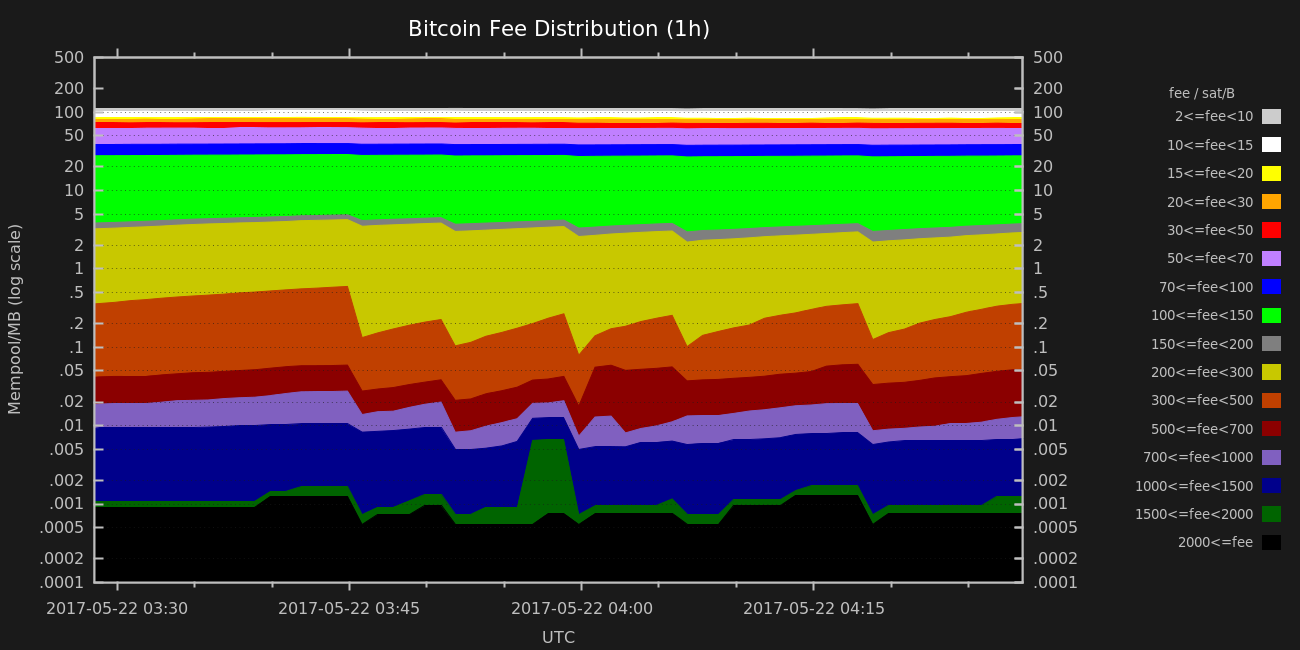 Bitcoin Fee Distribution (1h)
500 500
200 200
100 100
50 50
20 20
10 10
5 5
2 2
1 1
.5 .5
.2 .2
.1 .1
.05 .05
.02 .02
.01 .01
.005 .005
.002 .002
.001 .001
.0005 .0005
.0002 .0002
.0001 .0001
Mempool/MB (log scale)
2017-05-22 03:30 2017-05-22 03:45 2017-05-22 04:00 2017-05-22 04:15
UTC
fee / sat/B
2<=fee<10
10<=fee<15
15<=fee<20
20<=fee<30
30<=fee<50
50<=fee<70
70<=fee<100
100<=fee<150
150<=fee<200
200<=fee<300
300<=fee<500
500<=fee<700
700<=fee<1000
1000<=fee<1500
1500<=fee<2000
2000<=fee